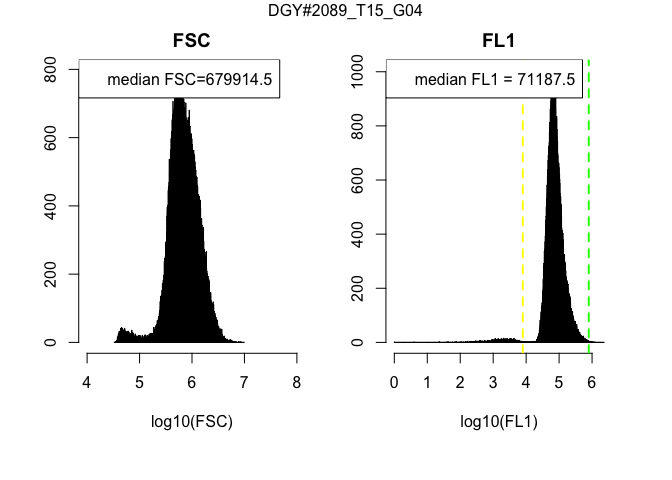 DGY#2089_T15_G04
FSC
median FSC=679914.5
800
600
400
200
0
4 5 6 7 8
log10(FSC)
FL1
median FL1 = 71187.5
1000
800
600
400
200
0
0 1 2 3 4 5 6
log10(FL1)